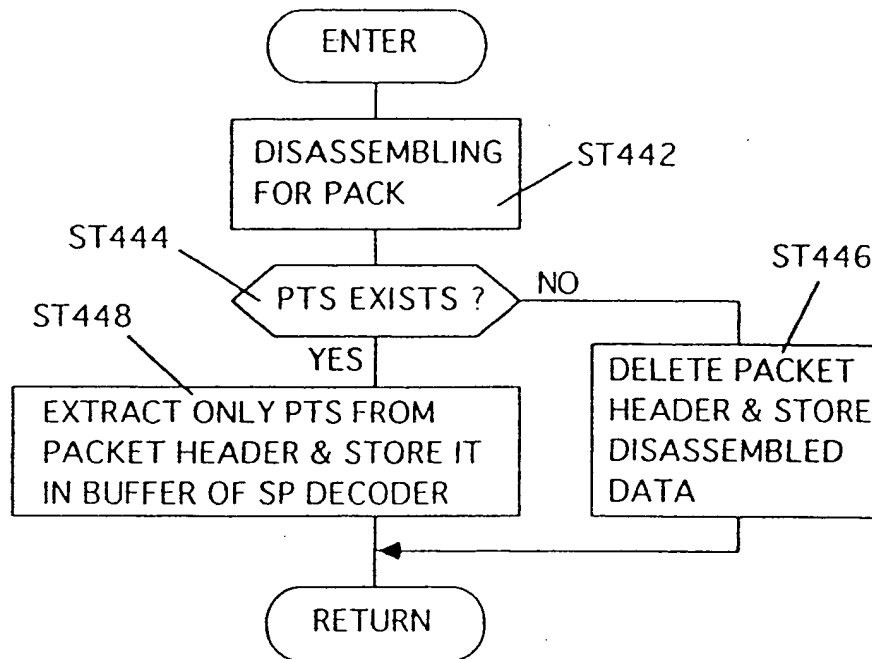 ENTER
DISASSEMBLING
FOR PACK
ST442
ST444
PTS EXISTS ?
NO
ST446
ST448
YES
EXTRACT ONLY PTS FROM
PACKET HEADER & STORE IT
IN BUFFER OF SP DECODER
DELETE PACKET
HEADER & STORE
DISASSEMBLED
DATA
RETURN